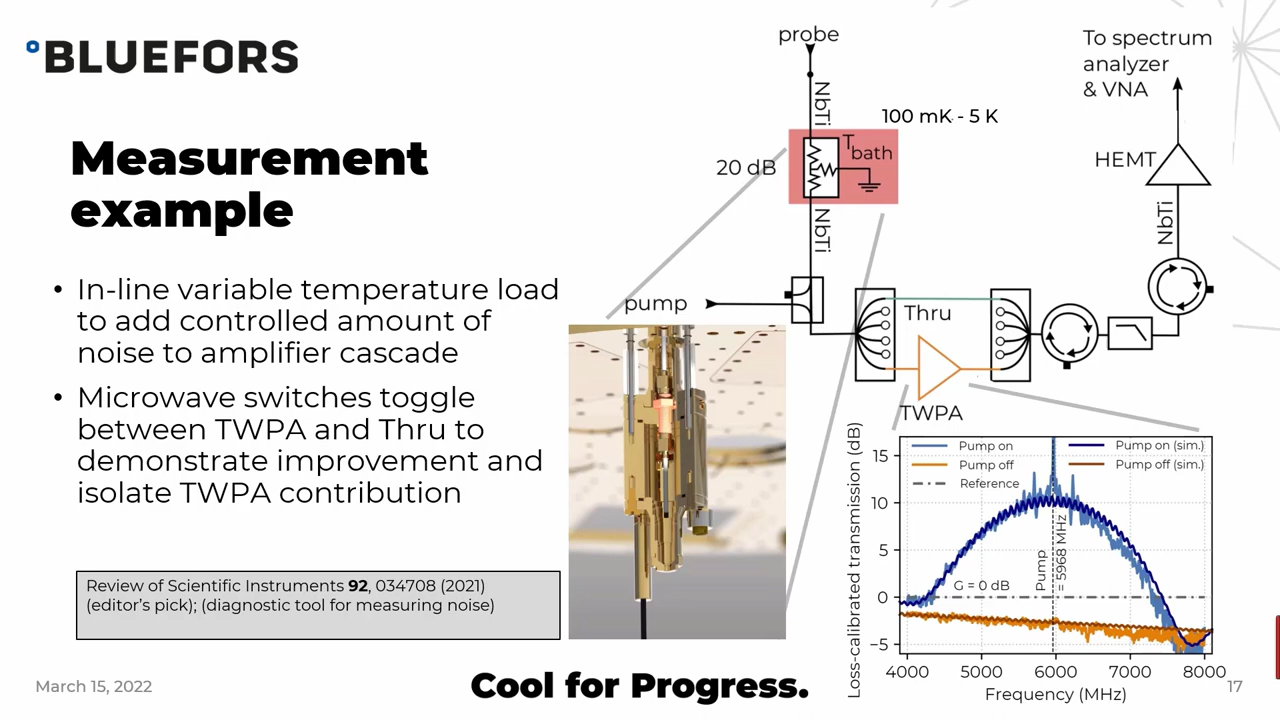 BLUEFORS
Measurement
example
• In-line variable temperature load
to add controlled amount of
noise to amplifier cascade
• Microwave switches toggle
between TWPA and Thru to
demonstrate improvement and
isolate TWPA contribution
Review of Scientific Instruments 92, 034708 (2021)
(editor's pick); (diagnostic tool for measuring noise)
March 15, 2022
Cool for Progress.
17
probe
NbTi
100 mK - 5 K
20 dB
Tbath
NbTi
pump
Thru
TWPA
NbTi
HEMT
To spectrum
analyzer
& VNA
Loss-calibrated transmission (dB)
15
10
5
0
−5
Pump on
Pump off
Reference
Pump on (sim.)
Pump off (sim.)
G = 0 dB
Pump
= 5968 MHz
4000
5000
6000
7000
8000
Frequency (MHz)